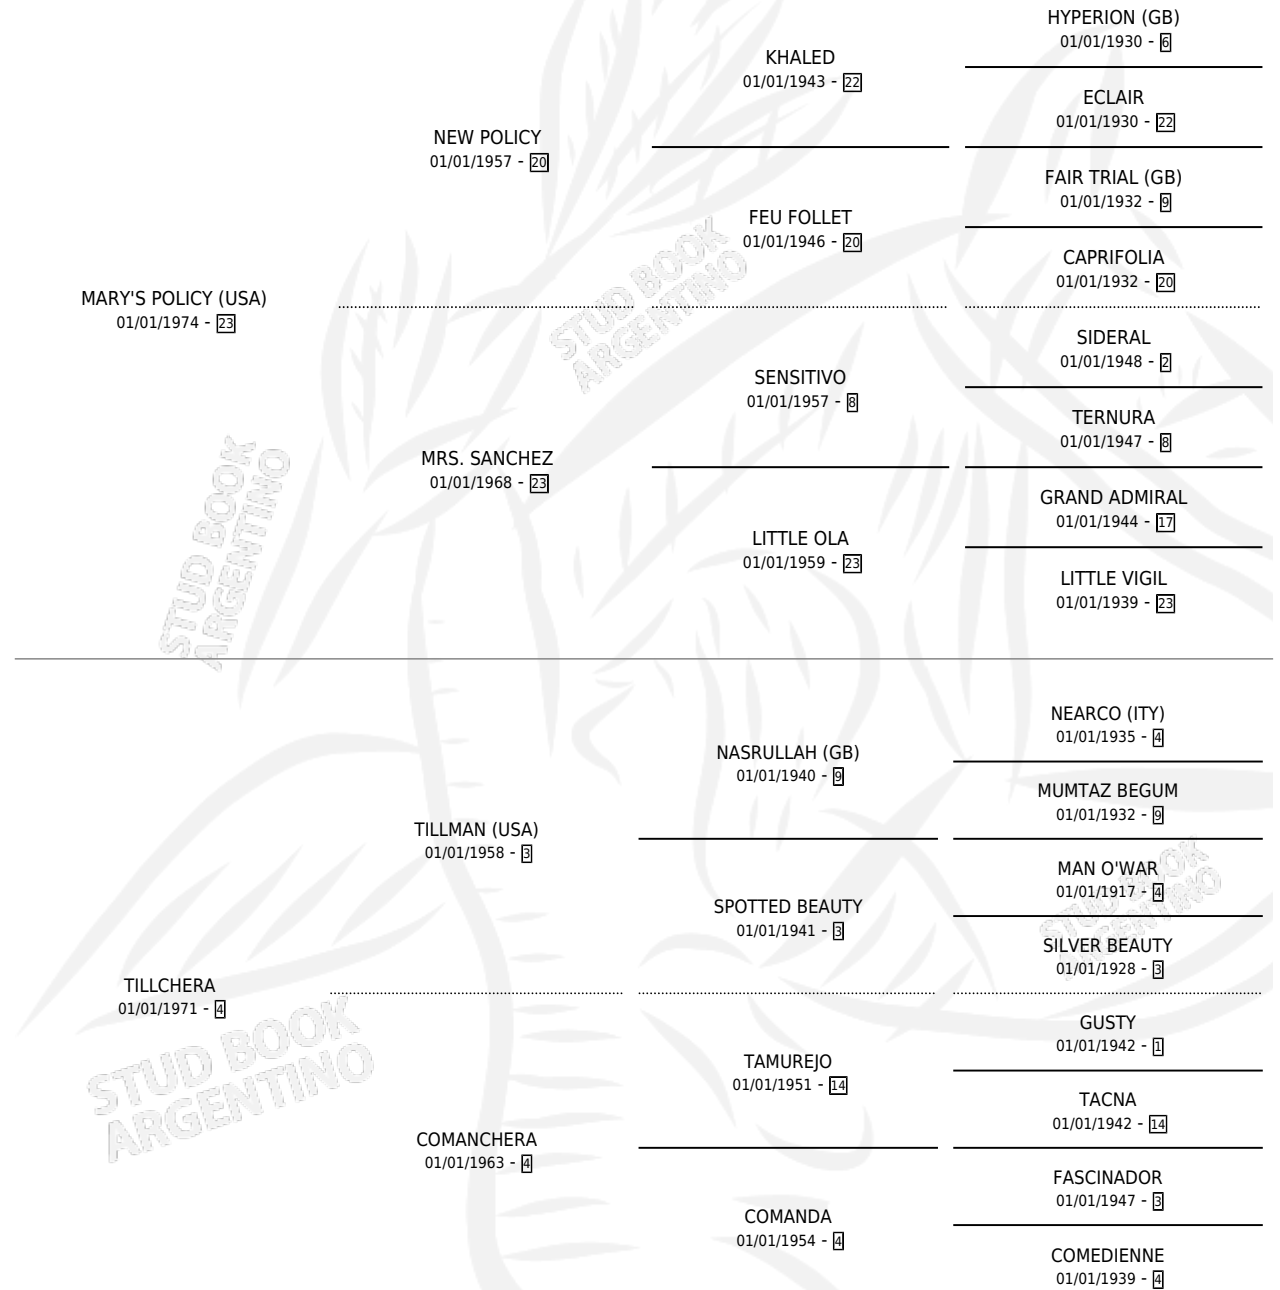 HYPERION (GB)
01/01/1930 - 6
KHALED
01/01/1943 - 22
ECLAIR
01/01/1930 - 22
NEW POLICY
01/01/1957 - 20
FAIR TRIAL (GB)
01/01/1932 - 9
FEU FOLLET
01/01/1946 - 20
CAPRIFOLIA
01/01/1932 - 20
MARY'S POLICY (USA)
01/01/1974 - 23
SIDERAL
01/01/1948 - 2
SENSITIVO
01/01/1957 - 8
TERNURA
01/01/1947 - 8
MRS. SANCHEZ
01/01/1968 - 23
GRAND ADMIRAL
01/01/1944 - 17
LITTLE OLA
01/01/1959 - 23
LITTLE VIGIL
01/01/1939 - 23
STUD BOOK
ARGENTINO
STUD BOOK
ARGENTINO
NEARCO (ITY)
01/01/1935 - 4
NASRULLAH (GB)
01/01/1940 - 9
MUMTAZ BEGUM
01/01/1932 - 9
TILLMAN (USA)
01/01/1958 - 3
MAN O'WAR
01/01/1917 - 4
SPOTTED BEAUTY
01/01/1941 - 3
SILVER BEAUTY
01/01/1928 - 3
STUD BOOK
ARGENTINO
TILLCHERA
01/01/1971 - 4
GUSTY
01/01/1942 - 1
TAMUREJO
01/01/1951 - 14
TACNA
01/01/1942 - 14
STUD BOOK
ARGENTINO
COMANCHERA
01/01/1963 - 4
FASCINADOR
01/01/1947 - 3
COMANDA
01/01/1954 - 4
COMEDIENNE
01/01/1939 - 4